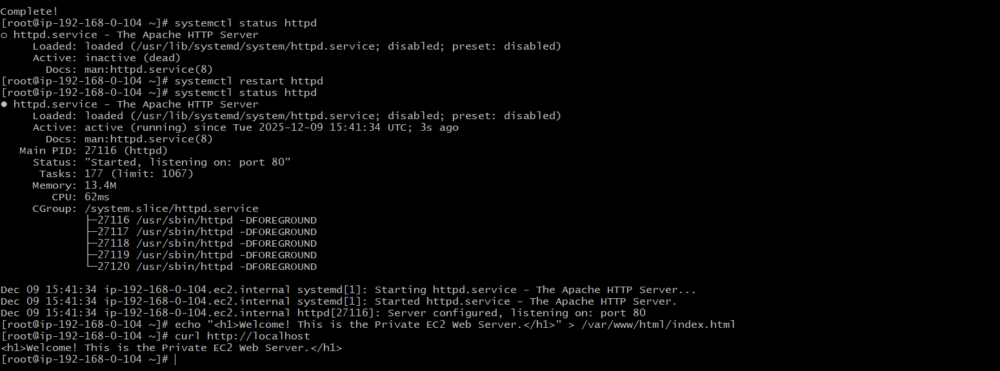 Complete!
[root@ip-192-168-0-104 ~]# systemctl status httpd
○ httpd.service - The Apache HTTP Server
     Loaded: loaded (/usr/lib/systemd/system/httpd.service; disabled; preset: disabled)
     Active: inactive (dead)
       Docs: man:httpd.service(8)
[root@ip-192-168-0-104 ~]# systemctl restart httpd
[root@ip-192-168-0-104 ~]# systemctl status httpd
● httpd.service - The Apache HTTP Server
     Loaded: loaded (/usr/lib/systemd/system/httpd.service; disabled; preset: disabled)
     Active: active (running) since Tue 2025-12-09 15:41:34 UTC; 3s ago
       Docs: man:httpd.service(8)
   Main PID: 27116 (httpd)
     Status: "Started, listening on: port 80"
      Tasks: 177 (limit: 1067)
     Memory: 13.4M
        CPU: 62ms
     CGroup: /system.slice/httpd.service
             ├─27116 /usr/sbin/httpd -DFOREGROUND
             ├─27117 /usr/sbin/httpd -DFOREGROUND
             ├─27118 /usr/sbin/httpd -DFOREGROUND
             ├─27119 /usr/sbin/httpd -DFOREGROUND
             └─27120 /usr/sbin/httpd -DFOREGROUND

Dec 09 15:41:34 ip-192-168-0-104.ec2.internal systemd[1]: Starting httpd.service - The Apache HTTP Server...
Dec 09 15:41:34 ip-192-168-0-104.ec2.internal systemd[1]: Started httpd.service - The Apache HTTP Server.
Dec 09 15:41:34 ip-192-168-0-104.ec2.internal httpd[27116]: Server configured, listening on: port 80
[root@ip-192-168-0-104 ~]# echo "<h1>Welcome! This is the Private EC2 Web Server.</h1>" > /var/www/html/index.html
[root@ip-192-168-0-104 ~]# curl http://localhost
<h1>Welcome! This is the Private EC2 Web Server.</h1>
[root@ip-192-168-0-104 ~]#